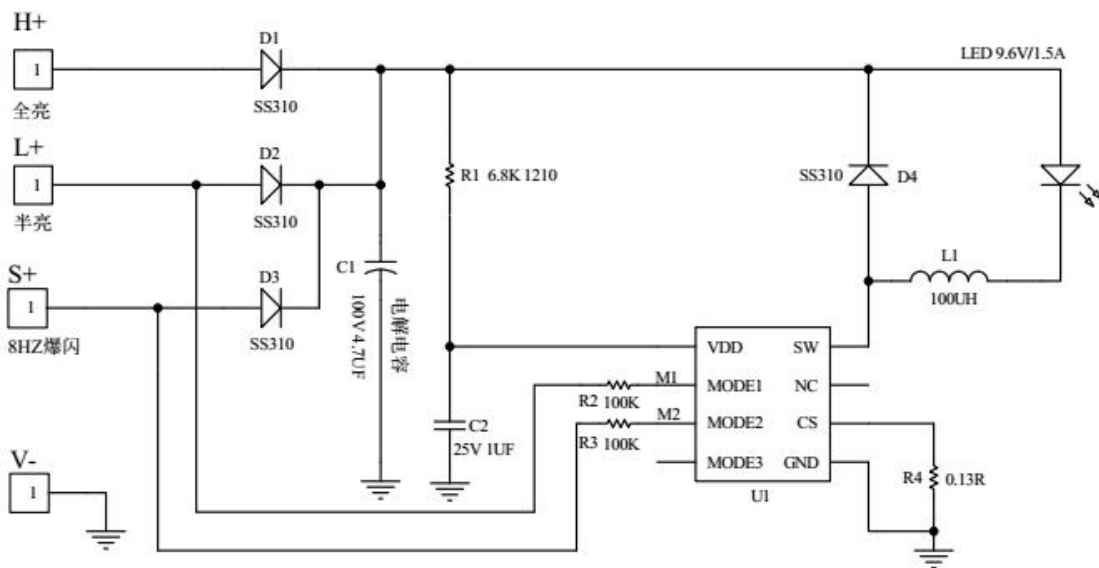 H+
1
全亮
D1
SS310
LED 9.6V/1.5A
L+
1
半亮
D2
SS310
R1 6.8K 1210
SS310
D4
S+
1
8HZ爆闪
D3
SS310
C1
100V 4.7UF
电解电容
L1
100UH
VDD
SW
M1
MODE1
NC
R2 100K
M2
MODE2
CS
R3 100K
MODE3
GND
C2
25V 1UF
R4
0.13R
U1
V-
1